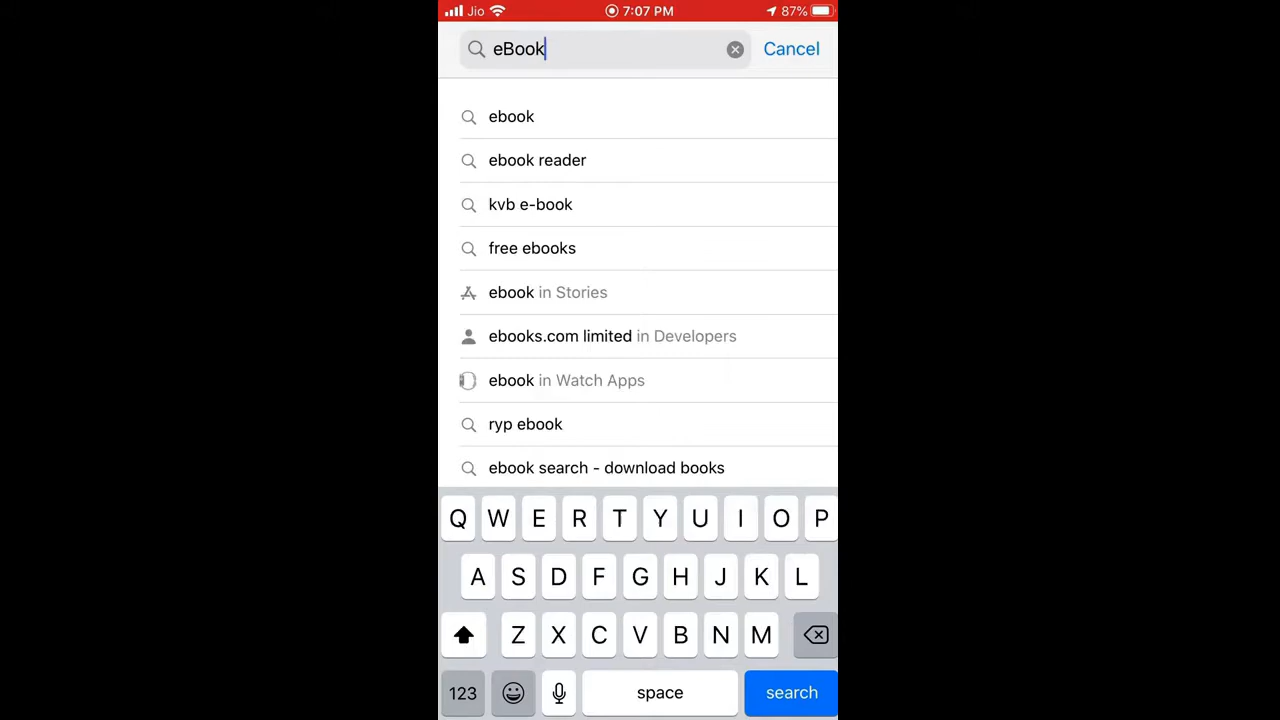 Jio 7:07 PM 87%
eBook Cancel
ebook
ebook reader
kvb e-book
free ebooks
ebook in Stories
ebooks.com limited in Developers
ebook in Watch Apps
ryp ebook
ebook search - download books
Q W E R T Y U I O P
A S D F G H J K L
Z X C V B N M
123 space search